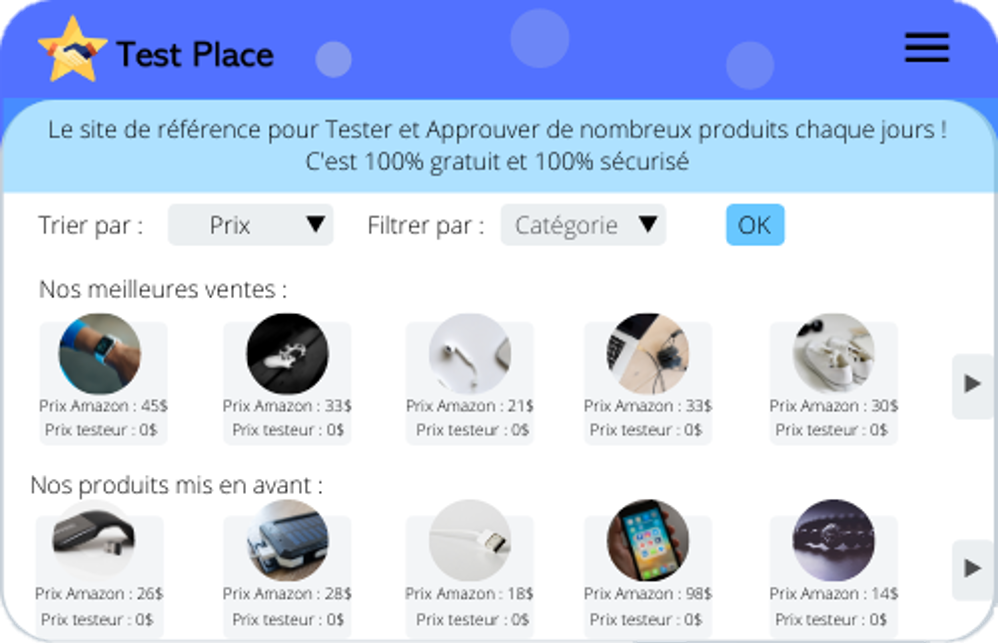 Test Place
Le site de référence pour Tester et Approuver de nombreux produits chaque jours !
C'est 100% gratuit et 100% sécurisé
Trier par : Prix Filtrer par : Catégorie OK
Nos meilleures ventes :
Prix Amazon : 45$ Prix Amazon : 33$ Prix Amazon : 21$ Prix Amazon : 33$ Prix Amazon : 30$
Prix testeur : 0$ Prix testeur : 0$ Prix testeur : 0$ Prix testeur : 0$ Prix testeur : 0$
Nos produits mis en avant :
Prix Amazon : 26$ Prix Amazon : 28$ Prix Amazon : 18$ Prix Amazon : 98$ Prix Amazon : 14$
Prix testeur : 0$ Prix testeur : 0$ Prix testeur : 0$ Prix testeur : 0$ Prix testeur : 0$